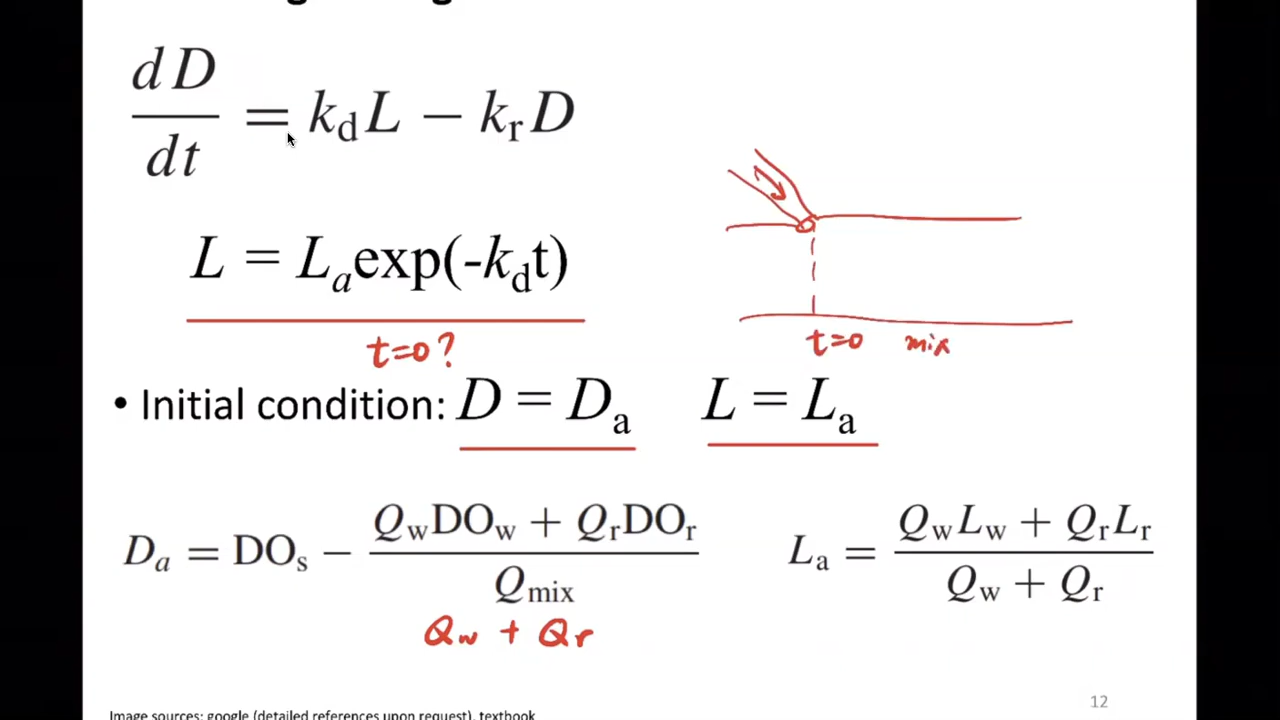 dD/dt = k_d L − k_r D
L = L_a exp(-k_d t)
t=0?
t=0 mix
• Initial condition: D = D_a L = L_a
D_a = DO_s − (Q_w DO_w + Q_r DO_r)/Q_mix
L_a = (Q_w L_w + Q_r L_r)/(Q_w + Q_r)
Q_w + Q_r
12
Image sources: google (detailed references upon request), textbook